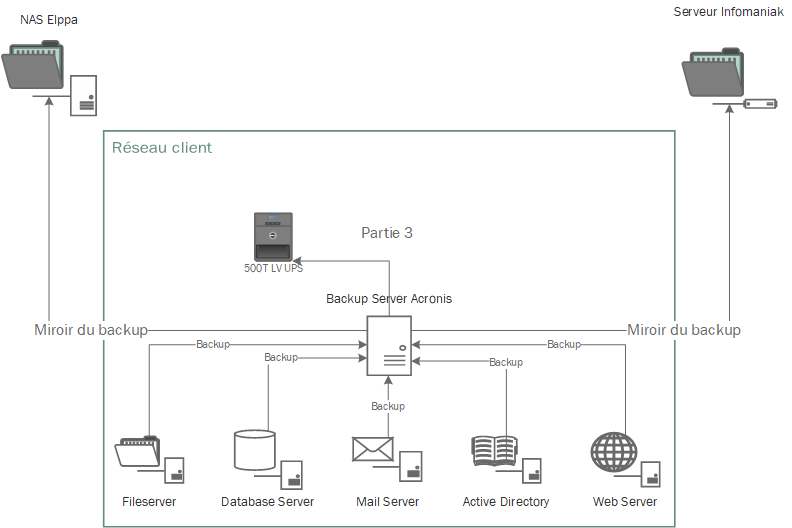 NAS Elppa
Serveur Infomaniak
Réseau client
Partie 3
500T LV UPS
Backup Server Acronis
Miroir du backup
Miroir du backup
Backup
Backup
Backup
Backup
Backup
Fileserver
Database Server
Mail Server
Active Directory
Web Server